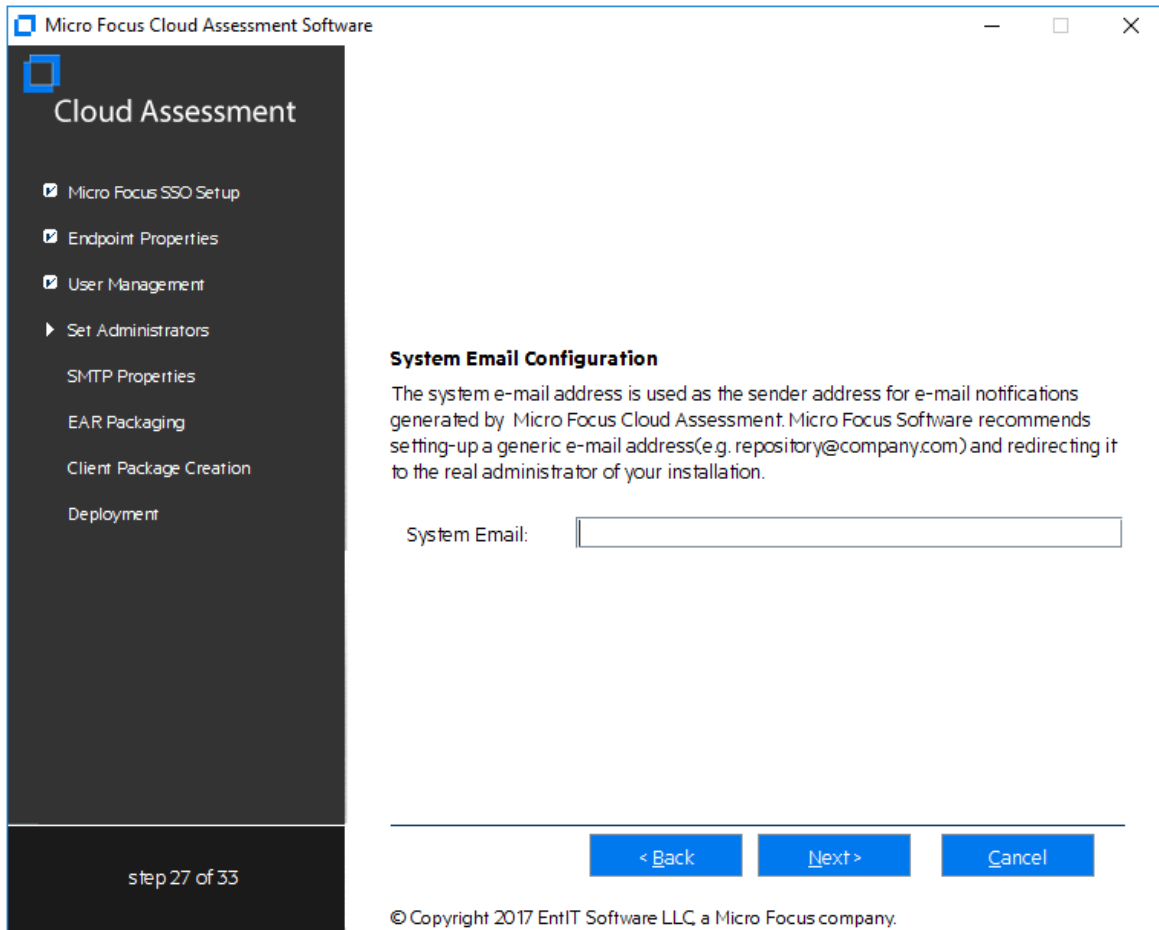 Micro Focus Cloud Assessment Software
Cloud Assessment
Micro Focus SSO Setup
Endpoint Properties
User Management
Set Administrators
SMTP Properties
EAR Packaging
Client Package Creation
Deployment
step 27 of 33
System Email Configuration
The system e-mail address is used as the sender address for e-mail notifications
generated by  Micro Focus Cloud Assessment. Micro Focus Software recommends
setting-up a generic e-mail address(e.g. repository@company.com) and redirecting it
to the real administrator of your installation.
System Email:
< Back
Next >
Cancel
© Copyright 2017 EntIT Software LLC, a Micro Focus company.